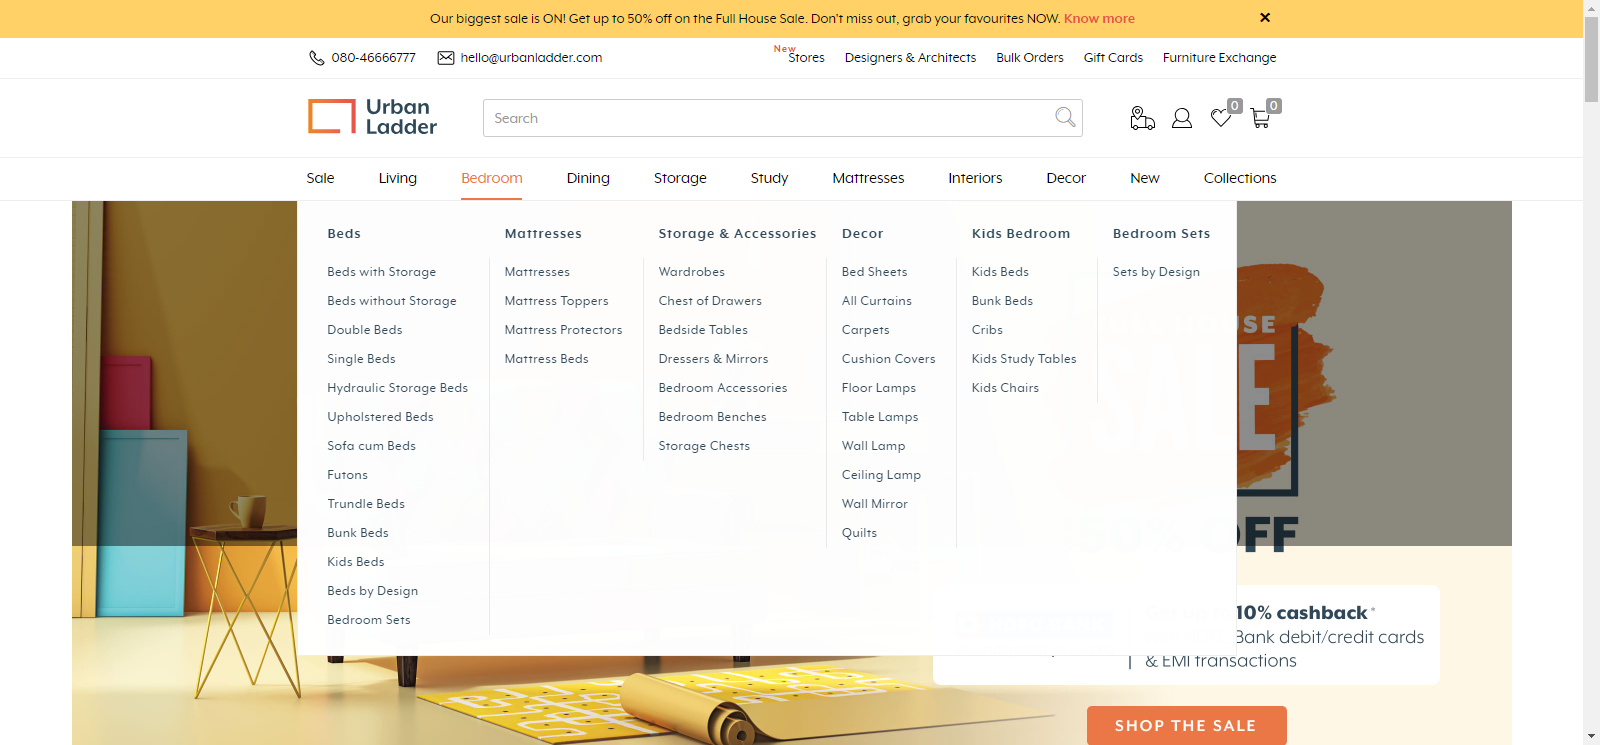 Our biggest sale is ON! Get up to 50% off on the Full House Sale. Don't miss out, grab your favourites NOW. Know more
080-46666777 hello@urbanladder.com New Stores Designers & Architects Bulk Orders Gift Cards Furniture Exchange
Urban Ladder
Search
0
0
Sale Living Bedroom Dining Storage Study Mattresses Interiors Decor New Collections
Beds
Beds with Storage
Beds without Storage
Double Beds
Single Beds
Hydraulic Storage Beds
Upholstered Beds
Sofa cum Beds
Futons
Trundle Beds
Bunk Beds
Kids Beds
Beds by Design
Bedroom Sets
Mattresses
Mattresses
Mattress Toppers
Mattress Protectors
Mattress Beds
Storage & Accessories
Wardrobes
Chest of Drawers
Bedside Tables
Dressers & Mirrors
Bedroom Accessories
Bedroom Benches
Storage Chests
Decor
Bed Sheets
All Curtains
Carpets
Cushion Covers
Floor Lamps
Table Lamps
Wall Lamp
Ceiling Lamp
Wall Mirror
Quilts
Kids Bedroom
Kids Beds
Bunk Beds
Cribs
Kids Study Tables
Kids Chairs
Bedroom Sets
Sets by Design
SALE
50% OFF
10% cashback*
Bank debit/credit cards
& EMI transactions
SHOP THE SALE